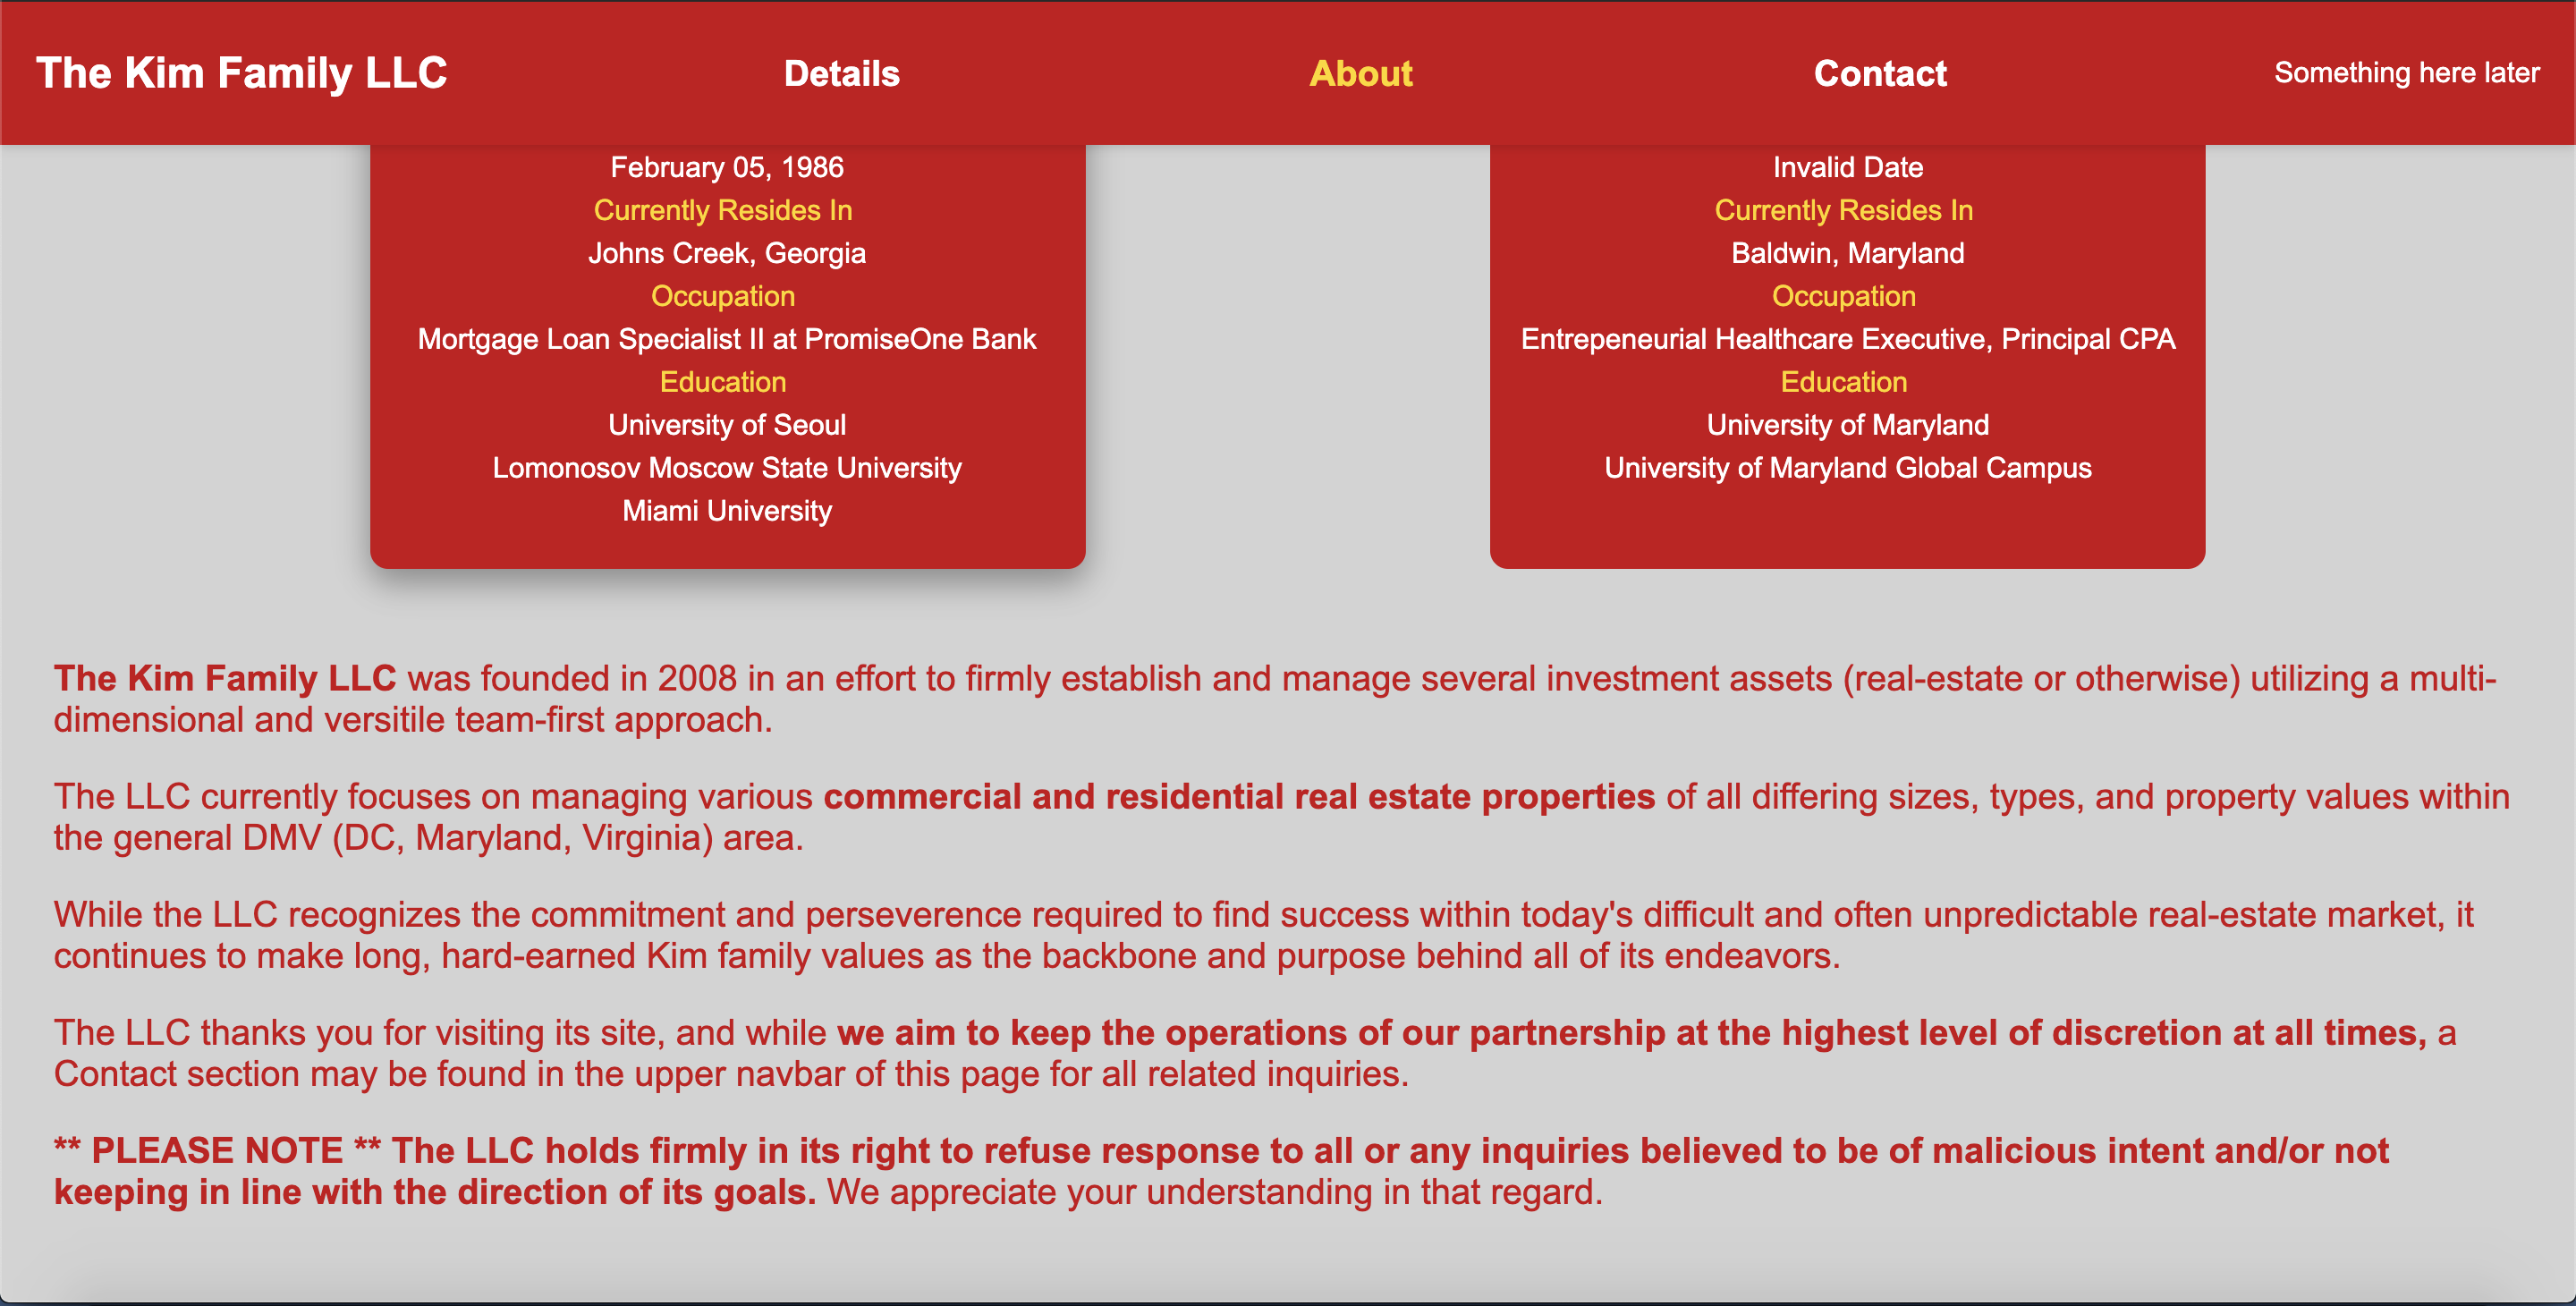 The Kim Family LLC
Details
About
Contact
Something here later
February 05, 1986
Currently Resides In
Johns Creek, Georgia
Occupation
Mortgage Loan Specialist II at PromiseOne Bank
Education
University of Seoul
Lomonosov Moscow State University
Miami University
Invalid Date
Currently Resides In
Baldwin, Maryland
Occupation
Entrepeneurial Healthcare Executive, Principal CPA
Education
University of Maryland
University of Maryland Global Campus
The Kim Family LLC was founded in 2008 in an effort to firmly establish and manage several investment assets (real-estate or otherwise) utilizing a multi-
dimensional and versitile team-first approach.
The LLC currently focuses on managing various commercial and residential real estate properties of all differing sizes, types, and property values within
the general DMV (DC, Maryland, Virginia) area.
While the LLC recognizes the commitment and perseverence required to find success within today's difficult and often unpredictable real-estate market, it
continues to make long, hard-earned Kim family values as the backbone and purpose behind all of its endeavors.
The LLC thanks you for visiting its site, and while we aim to keep the operations of our partnership at the highest level of discretion at all times, a
Contact section may be found in the upper navbar of this page for all related inquiries.
** PLEASE NOTE ** The LLC holds firmly in its right to refuse response to all or any inquiries believed to be of malicious intent and/or not
keeping in line with the direction of its goals. We appreciate your understanding in that regard.